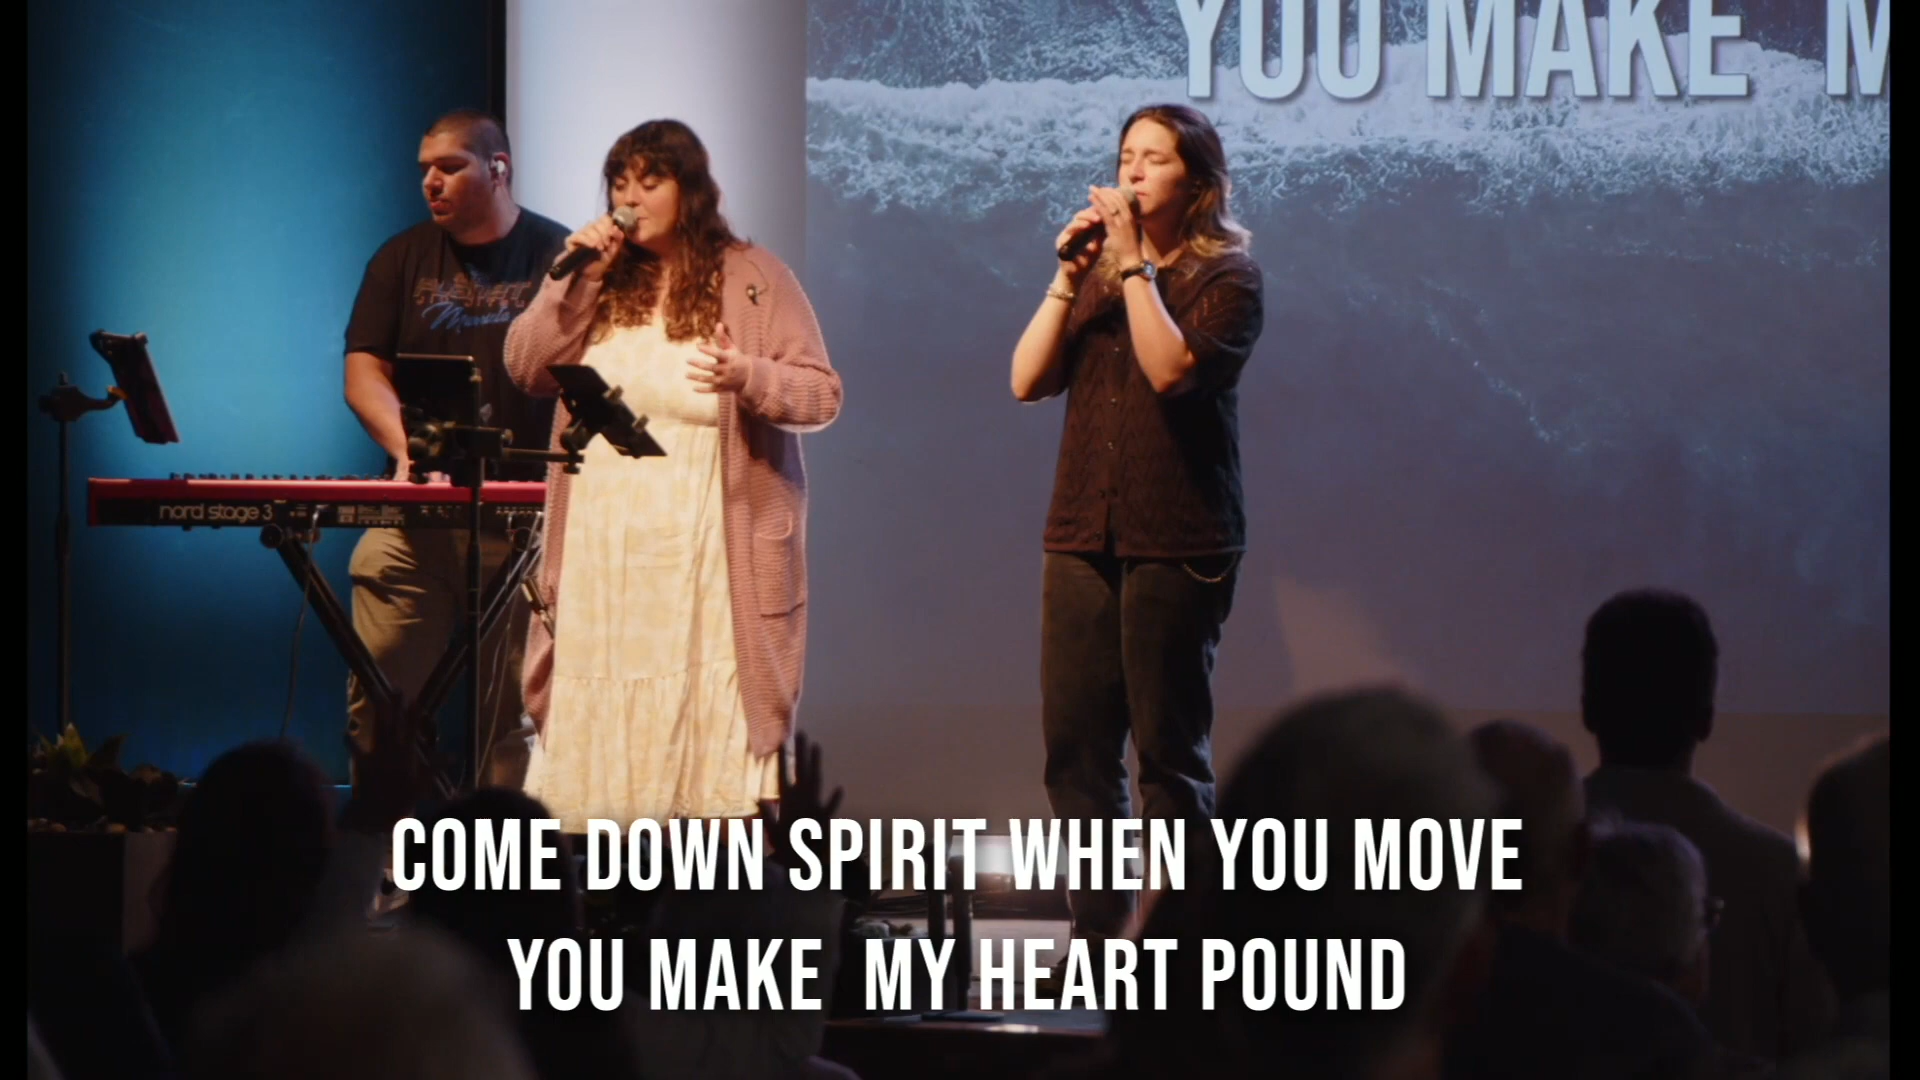 YOU MAKE M
nord stage 3
COME DOWN SPIRIT WHEN YOU MOVE
YOU MAKE MY HEART POUND